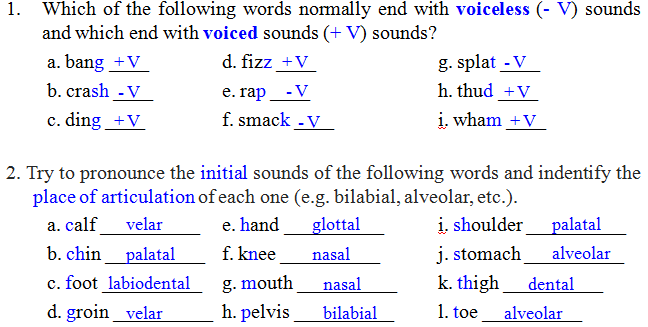 1. Which of the following words normally end with voiceless (- V) sounds
and which end with voiced sounds (+ V) sounds?
a. bang +V d. fizz +V g. splat -V
b. crash -V e. rap -V h. thud +V
c. ding +V f. smack -V i. wham +V
2. Try to pronounce the initial sounds of the following words and indentify the
place of articulation of each one (e.g. bilabial, alveolar, etc.).
a. calf velar e. hand glottal i. shoulder palatal
b. chin palatal f. knee nasal j. stomach alveolar
c. foot labiodental g. mouth nasal k. thigh dental
d. groin velar h. pelvis bilabial l. toe alveolar